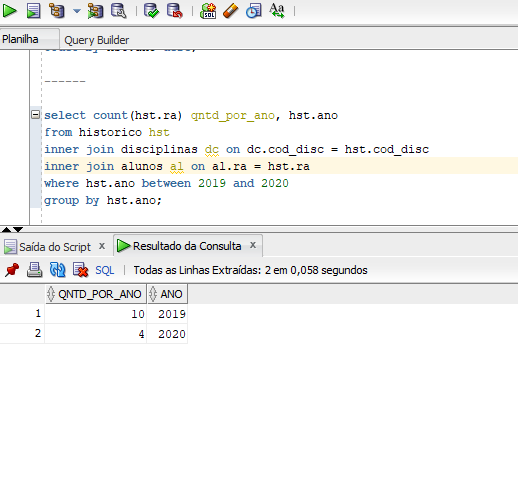 SQL
Aa
Planilha Query Builder
------
select count(hst.ra) qntd_por_ano, hst.ano
from historico hst
inner join disciplinas dc on dc.cod_disc = hst.cod_disc
inner join alunos al on al.ra = hst.ra
where hst.ano between 2019 and 2020
group by hst.ano;
Saída do Script x Resultado da Consulta x
SQL | Todas as Linhas Extraídas: 2 em 0,058 segundos
QNTD_POR_ANO ANO
1 10 2019
2 4 2020